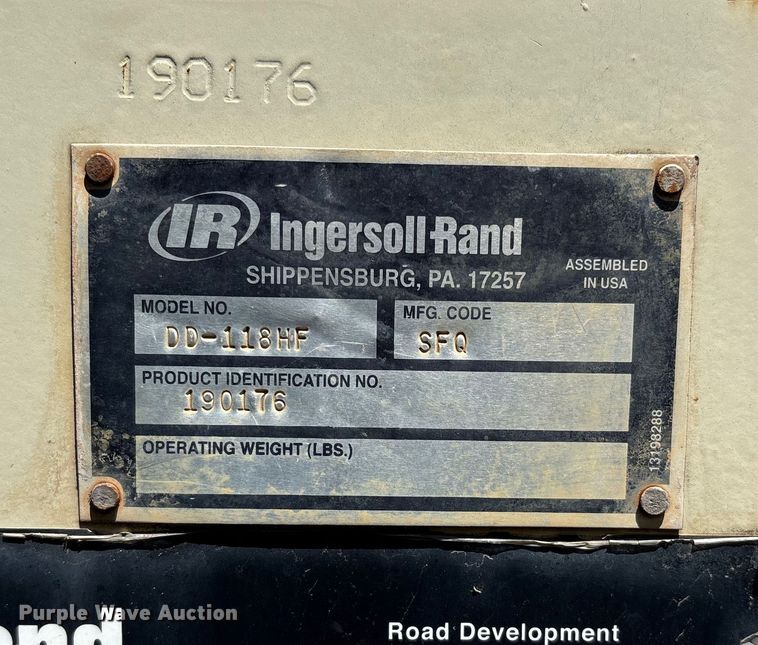 190176
IR Ingersoll-Rand
SHIPPENSBURG, PA. 17257
ASSEMBLED
IN USA
MODEL NO.
DD-118HF
MFG. CODE
SFQ
PRODUCT IDENTIFICATION NO.
190176
OPERATING WEIGHT (LBS.)
13198288
Purple Wave Auction
and
Road Development